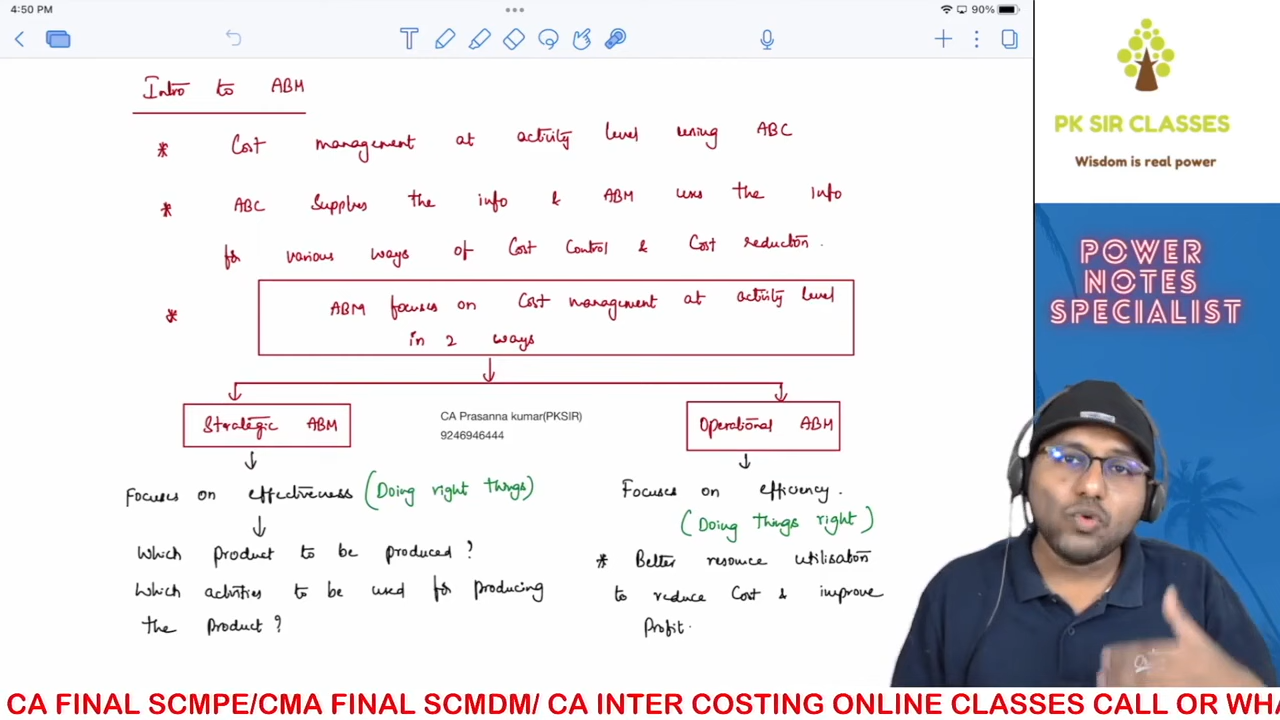 4:50 PM
90%
Intro to ABM
* Cost management at activity level using ABC
* ABC Supplies the info & ABM uses the Info
for various ways of Cost Control & Cost reduction.
* ABM focuses on Cost management at activity level
in 2 ways
Strategic ABM
CA Prasanna kumar(PKSIR)
9246946444
Operational ABM
Focuses on effectiveness (Doing right things)
Which Product to be produced?
Which activities to be used for producing
the Product?
Focuses on efficiency.
(Doing things right)
* Better resource utilisation
to reduce Cost & improve
Profit.
PK SIR CLASSES
Wisdom is real power
POWER
NOTES
SPECIALIST
CA FINAL SCMPE/CMA FINAL SCMDM/ CA INTER COSTING ONLINE CLASSES CALL OR WHA